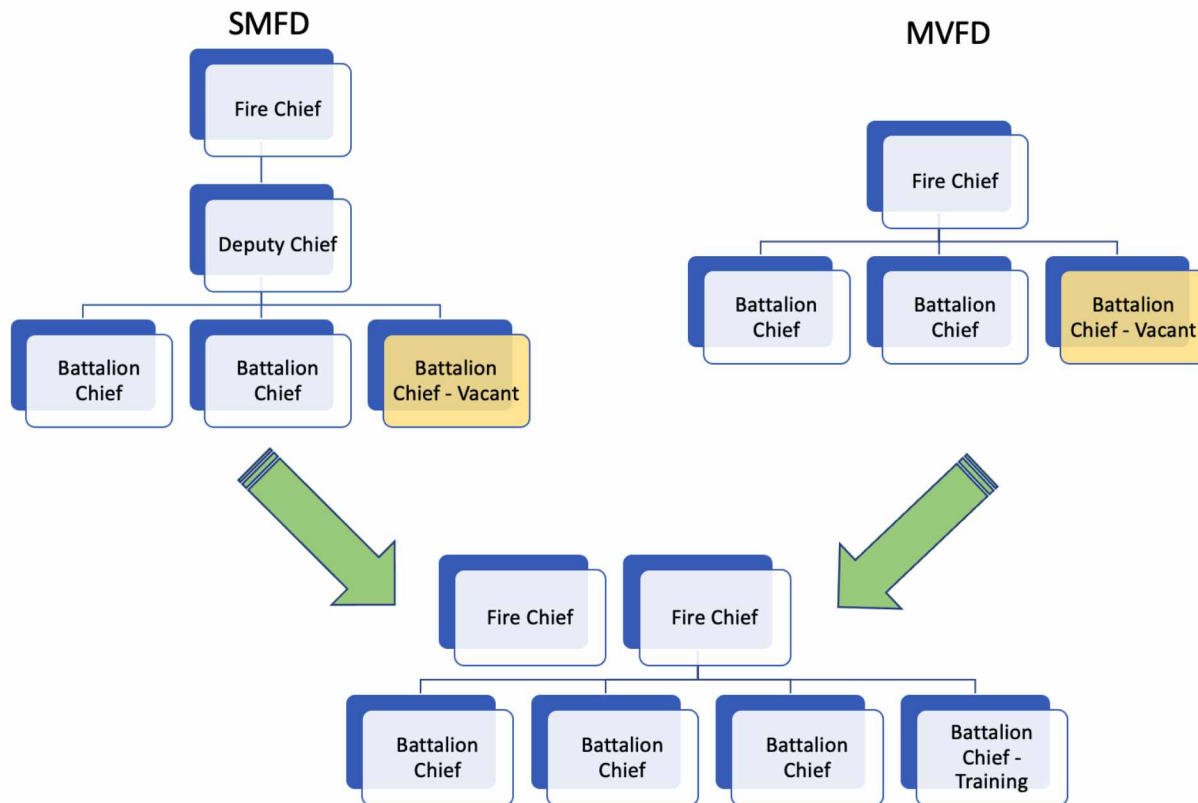 SMFD
Fire Chief
Deputy Chief
Battalion
Chief
Battalion
Chief
Battalion
Chief - Vacant
MVFD
Fire Chief
Battalion
Chief
Battalion
Chief
Battalion
Chief - Vacant
Fire Chief
Fire Chief
Battalion
Chief
Battalion
Chief
Battalion
Chief
Battalion
Chief -
Training